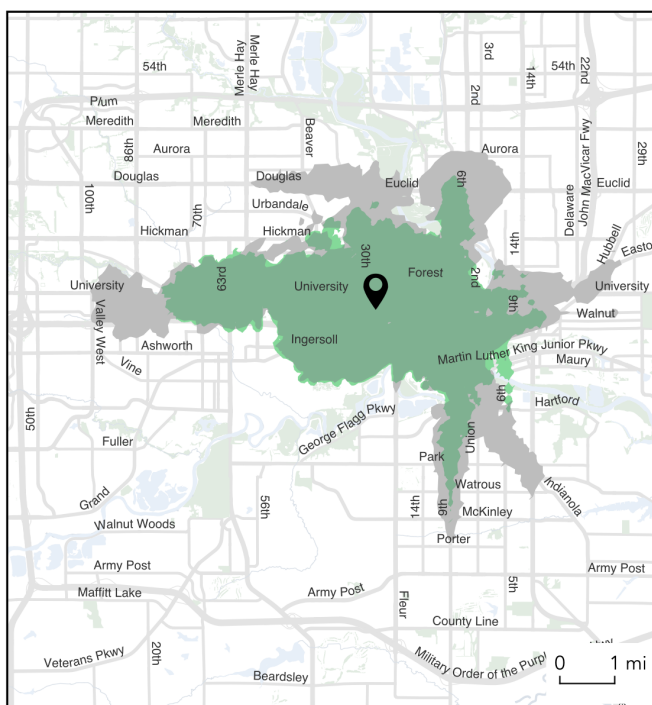 Merle Hay
Merle Hay
3rd
54th
14th
54th
22nd
Plum
2nd
Meredith
Meredith
Beaver
86th
Aurora
Aurora
John MacVicar Fwy
29th
Douglas
Douglas
Euclid
6th
Euclid
100th
70th
Urbandale
Delaware
Hickman
Hickman
30th
14th
Hubbell
Easto
University
63rd
University
Forest
2nd
9th
University
Valley West
Walnut
Ashworth
Ingersoll
Martin Luther King Junior Pkwy
Maury
Vine
6th
Hartford
50th
George Flagg Pkwy
Fuller
Union
Park
Indianola
Grand
56th
Watrous
14th
9th
McKinley
Walnut Woods
Porter
Army Post
Army Post
Army Post
Maffitt Lake
Fleur
5th
County Line
20th
Veterans Pkwy
Military Order of the Purpl
Beardsley
0 1 mi